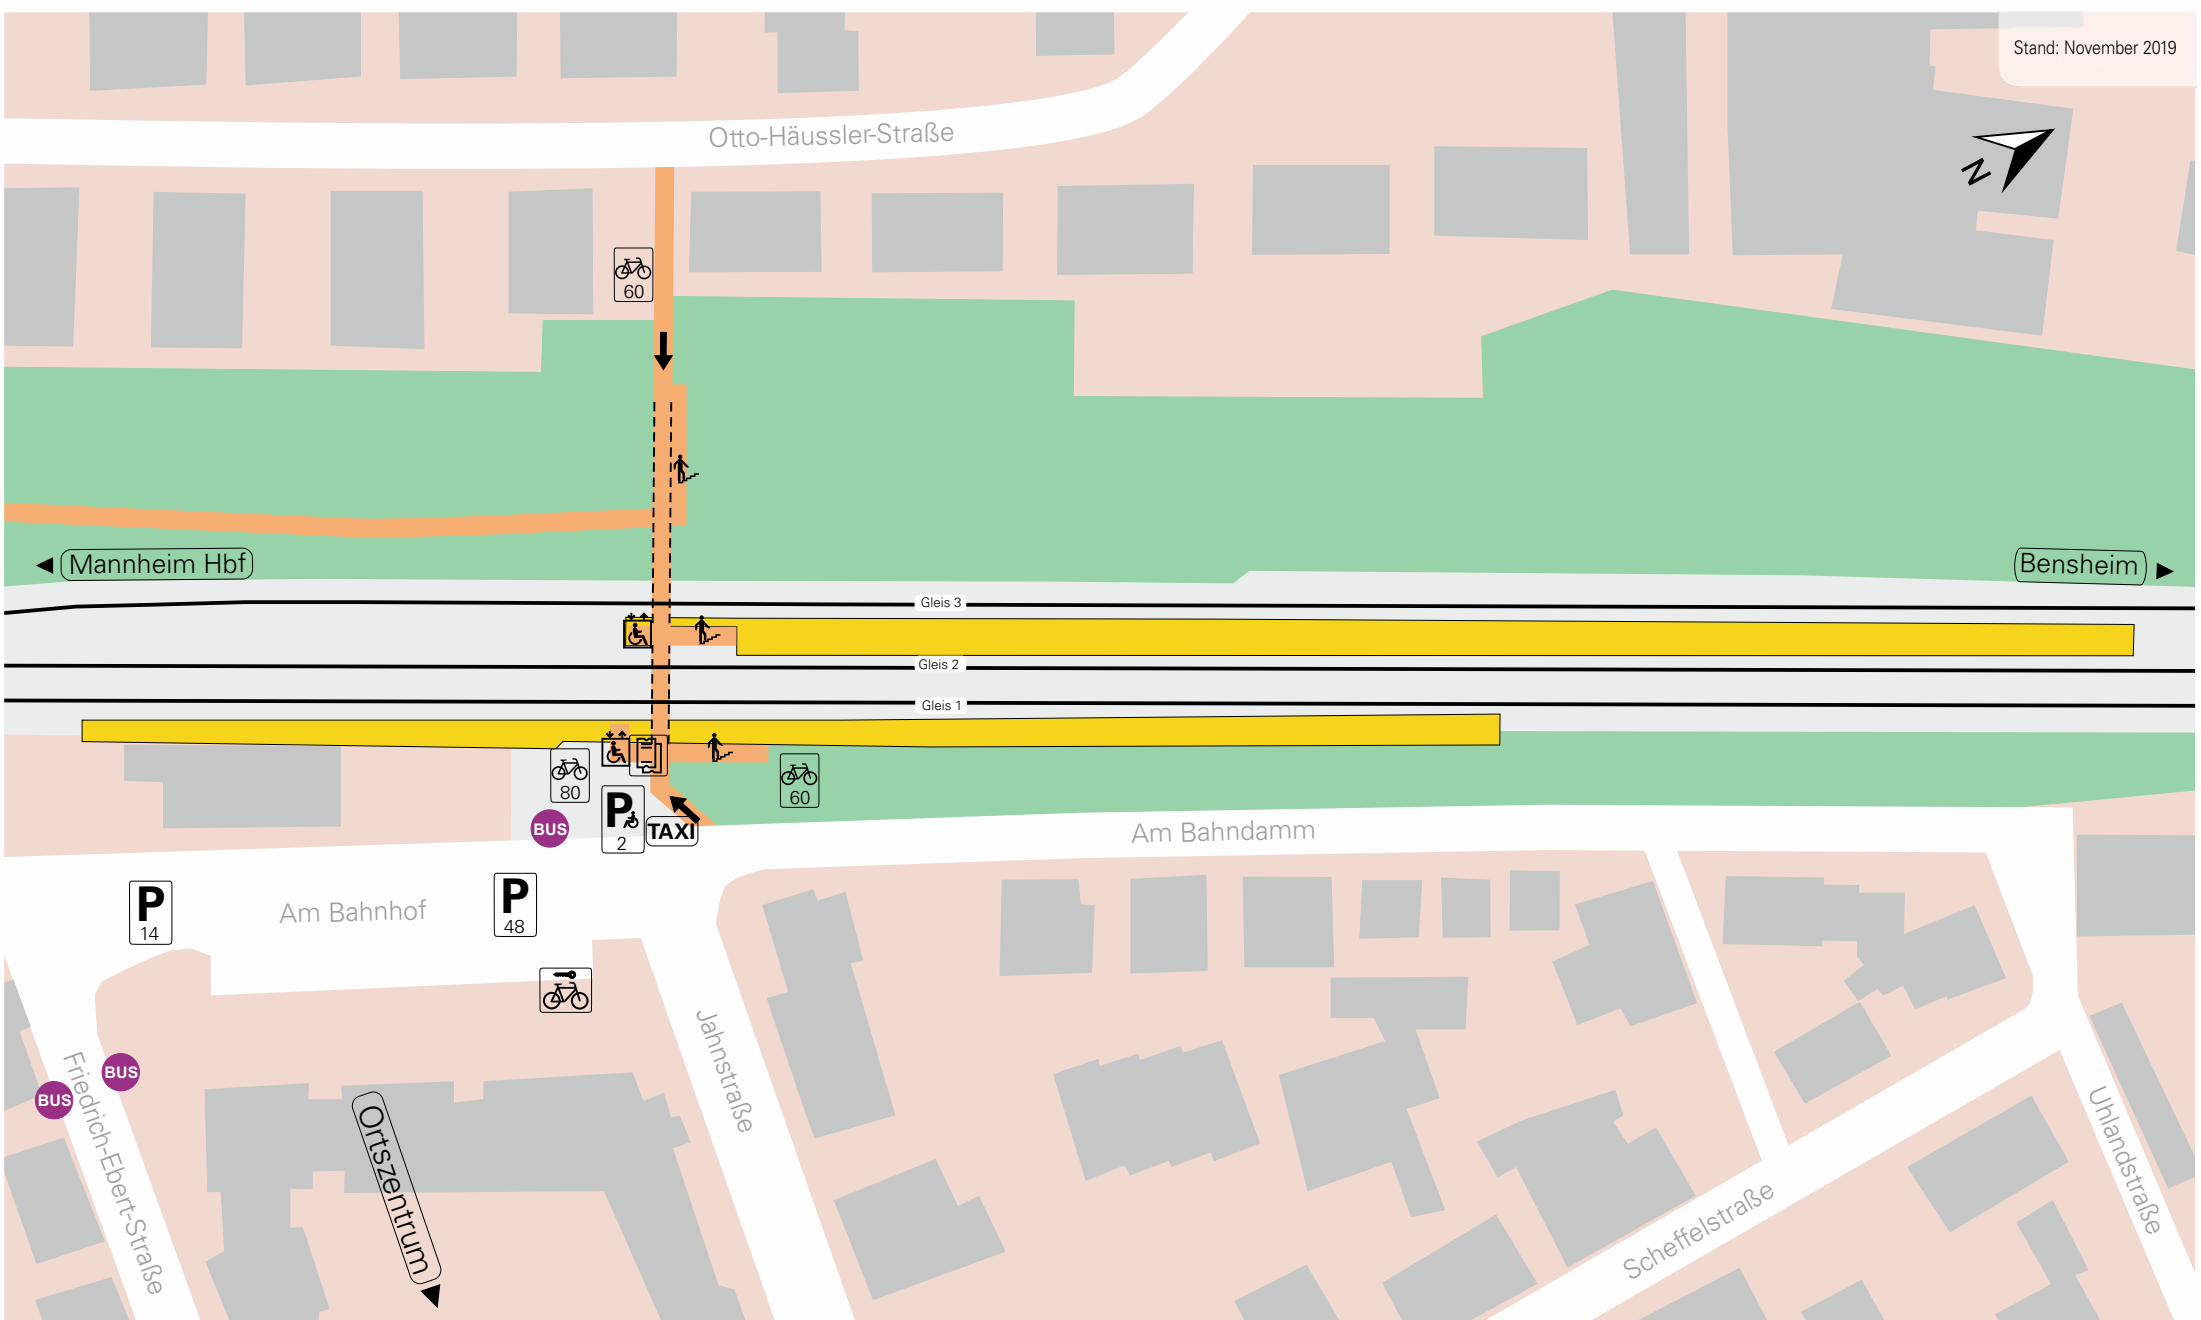 Stand: November 2019
Otto-Häussler-Straße
N
60
Mannheim Hbf
Bensheim
Gleis 3
Gleis 2
Gleis 1
80
60
BUS
P
2
TAXI
Am Bahndamm
P
14
Am Bahnhof
P
48
BUS
BUS
Friedrich-Ebert-Straße
Ortszentrum
Jahnstraße
Scheffelstraße
Uhlandstraße